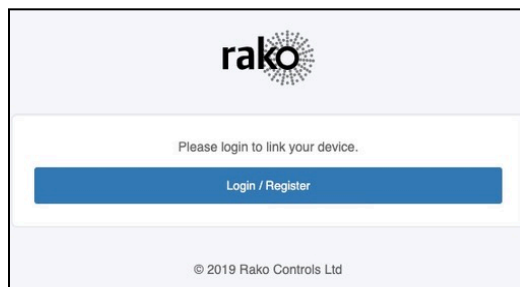 rako
Please login to link your device.
Login / Register
© 2019 Rako Controls Ltd